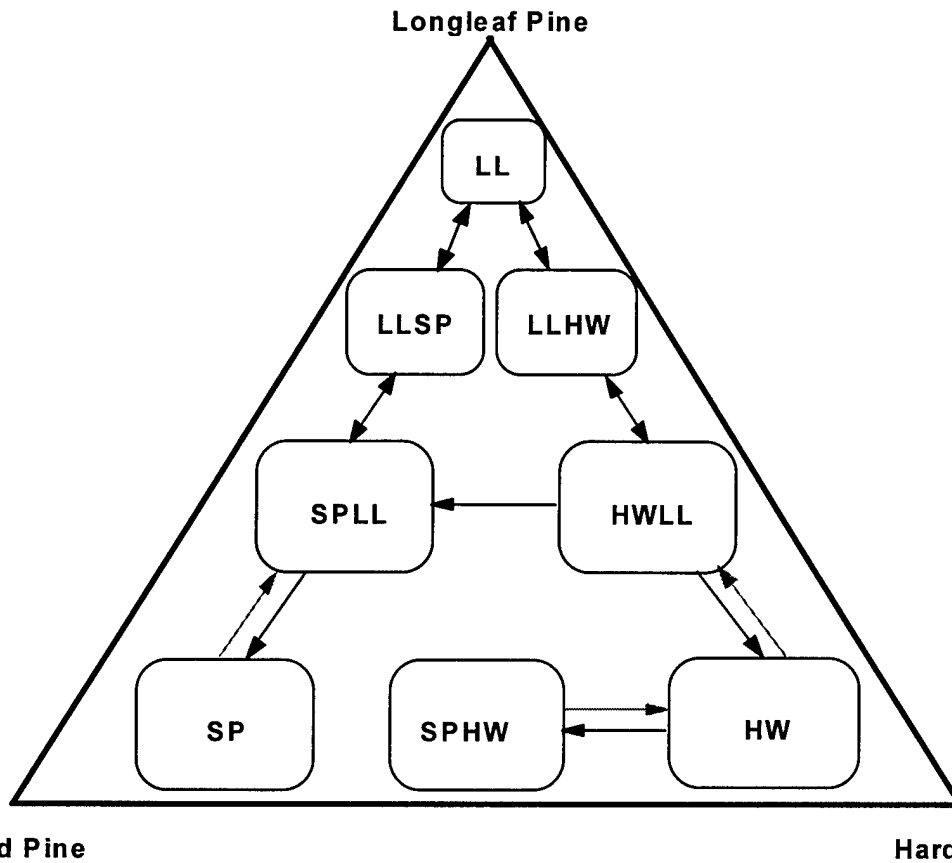 Longleaf Pine
LL
LLSP LLHW
SPLL HWLL
SP SPHW HW
d Pine Hard